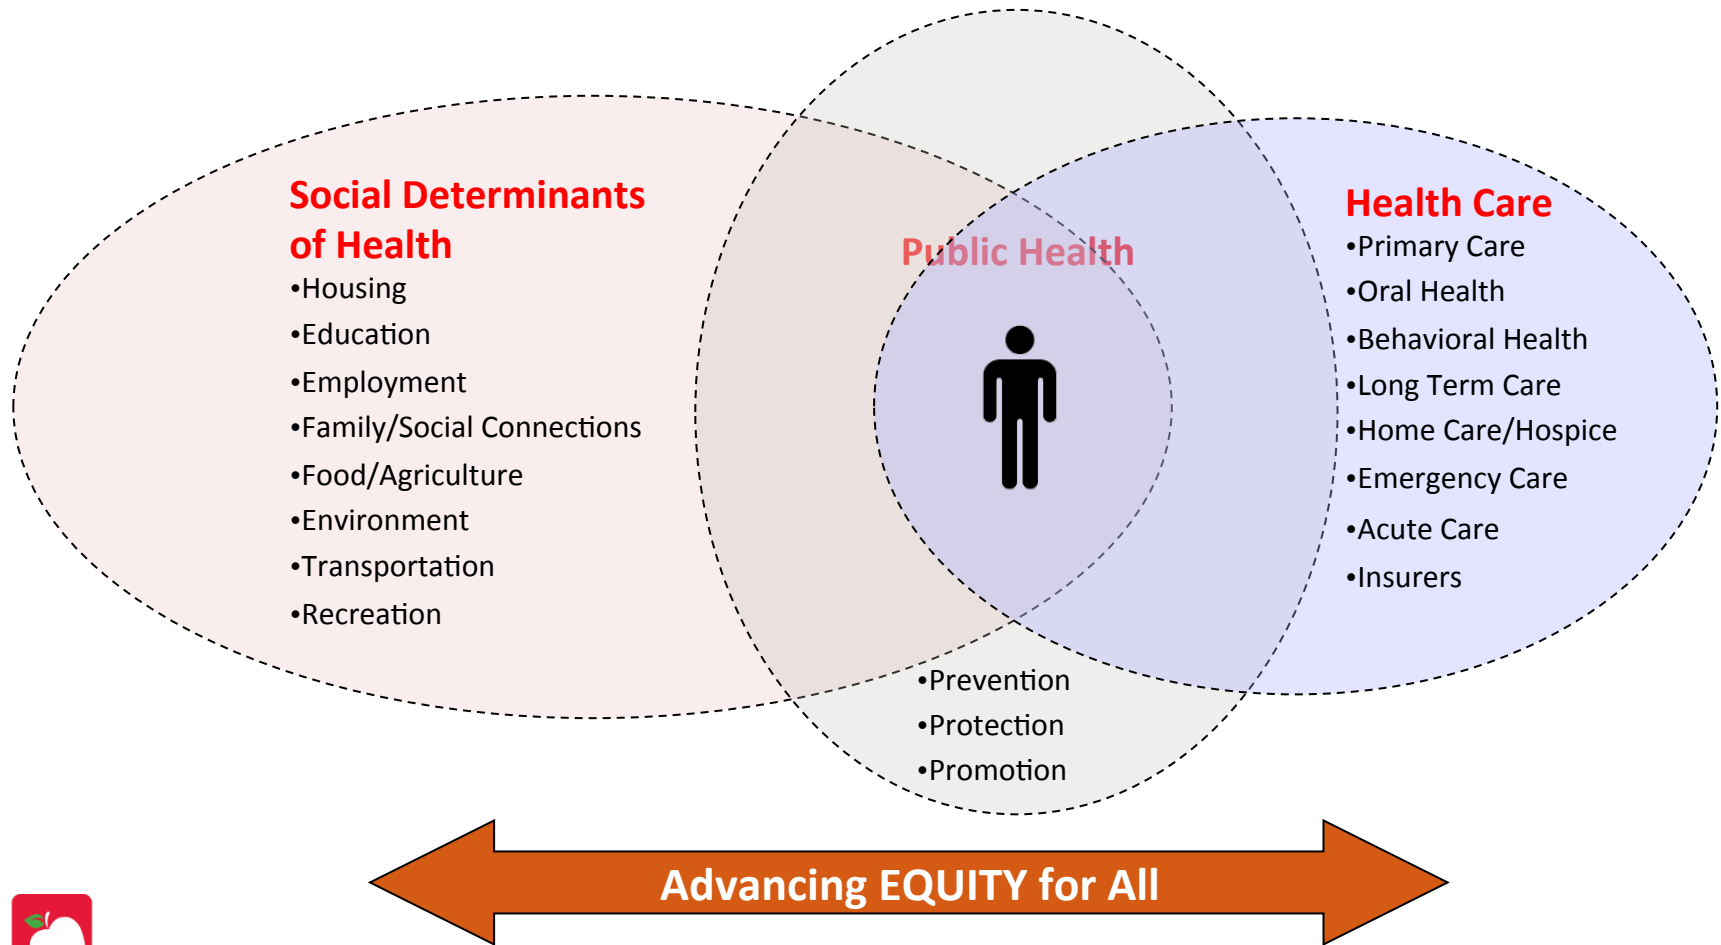 Social Determinants
of Health
•Housing
•Education
•Employment
•Family/Social Connections
•Food/Agriculture
•Environment
•Transportation
•Recreation
Public Health
•Prevention
•Protection
•Promotion
Health Care
•Primary Care
•Oral Health
•Behavioral Health
•Long Term Care
•Home Care/Hospice
•Emergency Care
•Acute Care
•Insurers
Advancing EQUITY for All